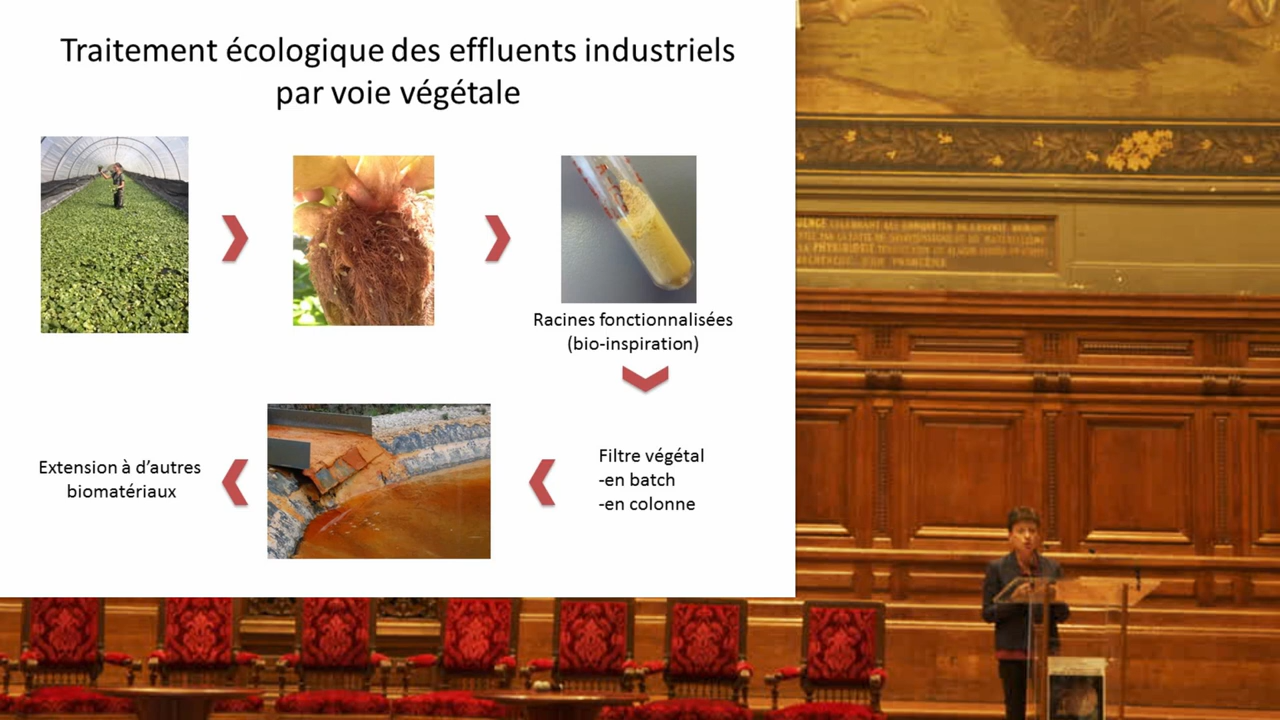 Traitement écologique des effluents industriels
par voie végétale
Racines fonctionnalisées
(bio-inspiration)
Filtre végétal
-en batch
-en colonne
Extension à d’autres
biomatériaux